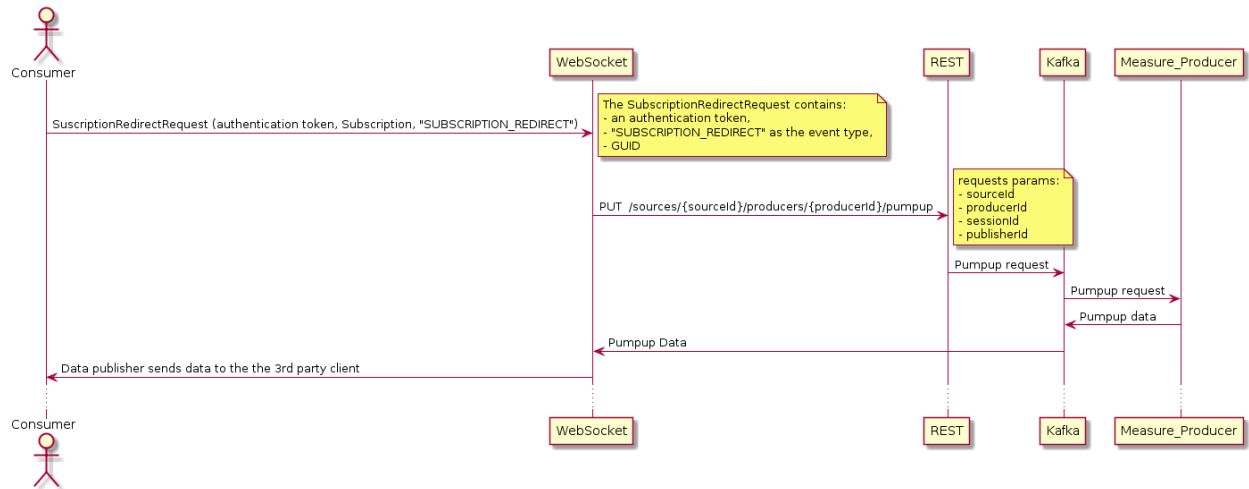 Consumer
WebSocket
REST
Kafka
Measure_Producer
SuscriptionRedirectRequest (authentication token, Subscription, "SUBSCRIPTION_REDIRECT")
The SubscriptionRedirectRequest contains:
- an authentication token,
- "SUBSCRIPTION_REDIRECT" as the event type,
- GUID
PUT /sources/{sourceId}/producers/{producerId}/pumpup
requests params:
- sourceId
- producerId
- sessionId
- publisherId
Pumpup request
Pumpup request
Pumpup data
Pumpup Data
Data publisher sends data to the the 3rd party client
Consumer
WebSocket
REST
Kafka
Measure_Producer